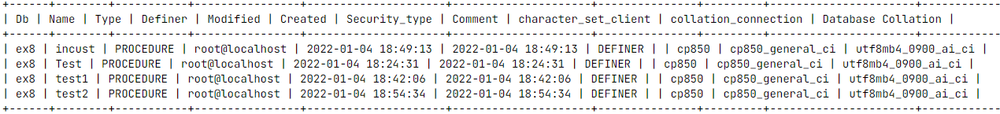 +------+--------+-----------+----------------+---------------------+---------------------+---------------+---------+----------------------+----------------------+--------------------+
| Db | Name | Type | Definer | Modified | Created | Security_type | Comment | character_set_client | collation_connection | Database Collation |
+------+--------+-----------+----------------+---------------------+---------------------+---------------+---------+----------------------+----------------------+--------------------+
| ex8 | incust | PROCEDURE | root@localhost | 2022-01-04 18:49:13 | 2022-01-04 18:49:13 | DEFINER | | cp850 | cp850_general_ci | utf8mb4_0900_ai_ci |
| ex8 | Test | PROCEDURE | root@localhost | 2022-01-04 18:24:31 | 2022-01-04 18:24:31 | DEFINER | | cp850 | cp850_general_ci | utf8mb4_0900_ai_ci |
| ex8 | test1 | PROCEDURE | root@localhost | 2022-01-04 18:42:06 | 2022-01-04 18:42:06 | DEFINER | | cp850 | cp850_general_ci | utf8mb4_0900_ai_ci |
| ex8 | test2 | PROCEDURE | root@localhost | 2022-01-04 18:54:34 | 2022-01-04 18:54:34 | DEFINER | | cp850 | cp850_general_ci | utf8mb4_0900_ai_ci |
+------+--------+-----------+----------------+---------------------+---------------------+---------------+---------+----------------------+----------------------+--------------------+